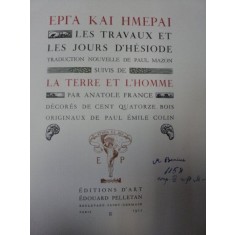 ΕΡΓΑ ΚΑΙ ΗΜΕΡΑΙ
LES TRAVAUX ET
LES JOURS D'HÉSIODE
TRADUCTION NOUVELLE DE PAUL MAZON
SUIVIS DE
LA TERRE ET L'HOMME
PAR ANATOLE FRANCE
DÉCORÉS DE CENT QUATORZE BOIS
ORIGINAUX DE PAUL ÉMILE COLIN
E P
ÉDITIONS D'ART
ÉDOUARD PELLETAN
PARIS